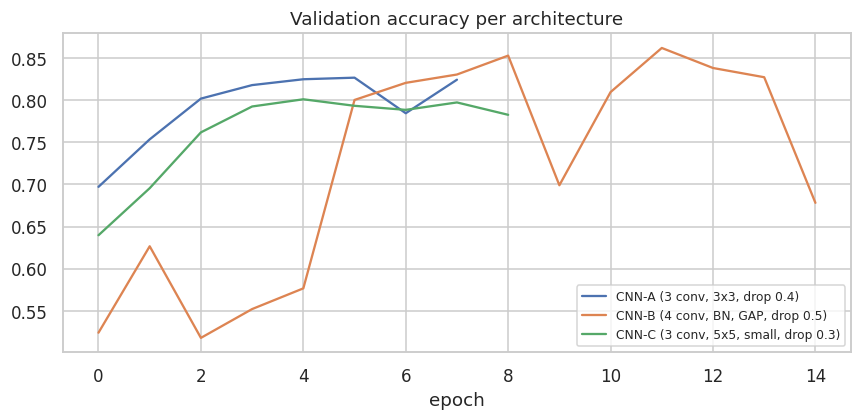 Validation accuracy per architecture
0.85
0.80
0.75
0.70
0.65
0.60
0.55
CNN-A (3 conv, 3x3, drop 0.4)
CNN-B (4 conv, BN, GAP, drop 0.5)
CNN-C (3 conv, 5x5, small, drop 0.3)
0 2 4 6 8 10 12 14
epoch